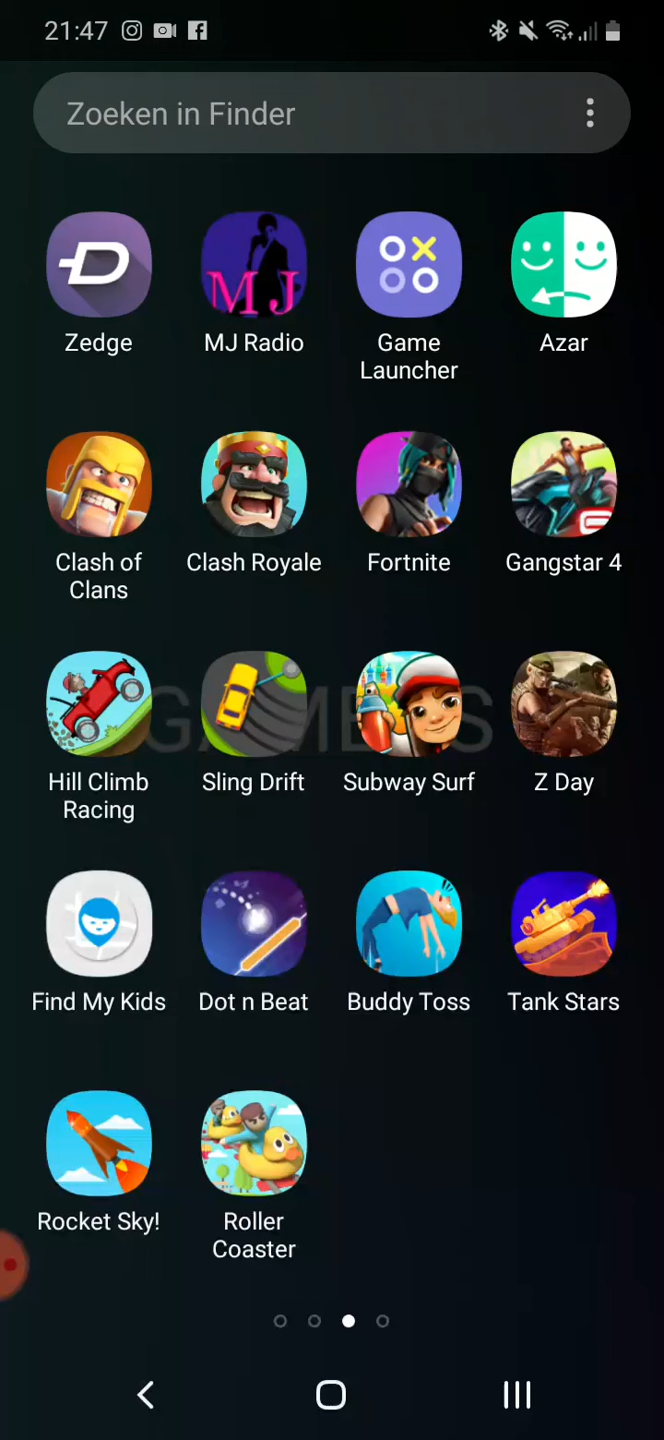 21:47
Zoeken in Finder
MJ
Zedge
MJ Radio
Game
Launcher
Azar
Clash of
Clans
Clash Royale
Fortnite
Gangstar 4
GAMERS
Hill Climb
Racing
Sling Drift
Subway Surf
Z Day
Find My Kids
Dot n Beat
Buddy Toss
Tank Stars
Rocket Sky!
Roller
Coaster